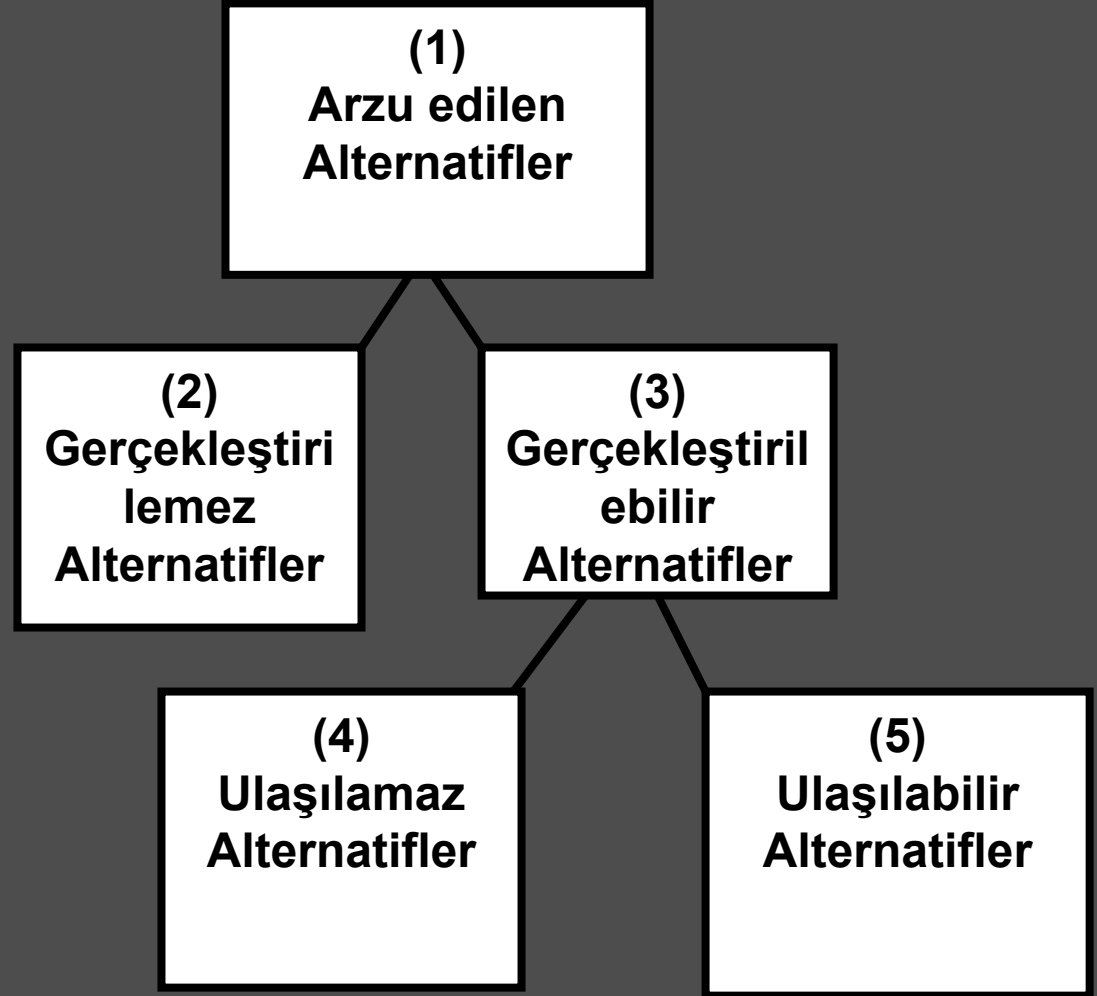 (1)
Arzu edilen
Alternatifler
(2)
Gerçekleştiri
lemez
Alternatifler
(3)
Gerçekleştiril
ebilir
Alternatifler
(4)
Ulaşılamaz
Alternatifler
(5)
Ulaşılabilir
Alternatifler